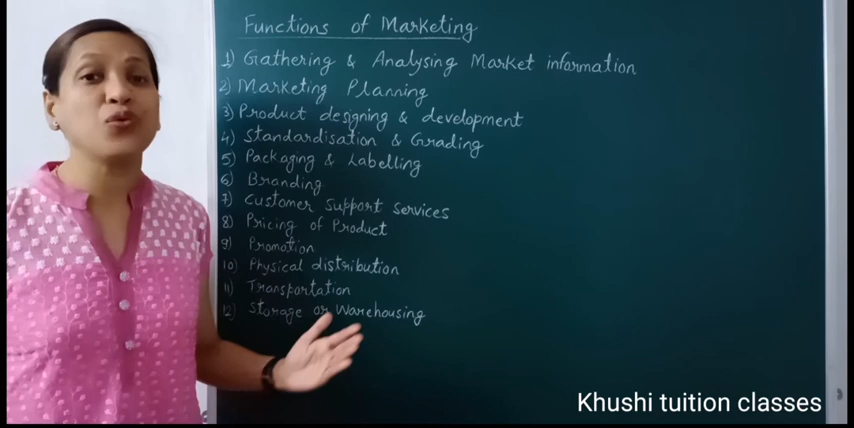 Functions of Marketing
1) Gathering & Analysing Market information
2) Marketing Planning
3) Product designing & development
4) Standardisation & Grading
5) Packaging & Labelling
6) Branding
7) Customer Support Services
8) Pricing of Product
9) Promotion
10) Physical distribution
11) Transportation
12) Storage or Warehousing
Khushi tuition classes